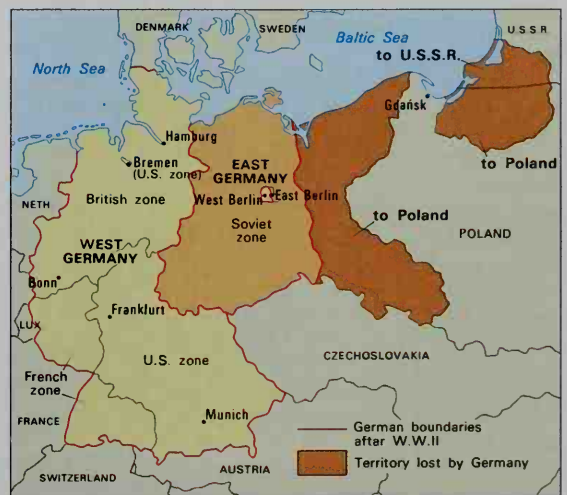 DENMARK
SWEDEN
Baltic Sea
U.S.S.R.
to U.S.S.R.
North Sea
Gdańsk
Hamburg
Bremen
(U.S. zone)
EAST
GERMANY
to Poland
NETH
British zone
West Berlin
East Berlin
Soviet
zone
to Poland
POLAND
WEST
GERMANY
Bonn
Frankfurt
LUX
U.S. zone
CZECHOSLOVAKIA
French
zone
FRANCE
Munich
German boundaries
after W.W.II
Territory lost by Germany
SWITZERLAND
AUSTRIA